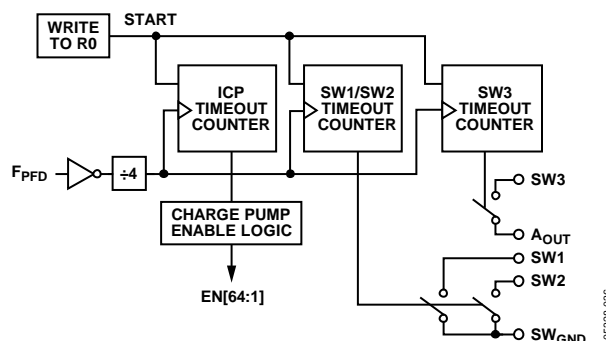 WRITE
TO R0
START
ICP
TIMEOUT
COUNTER
SW1/SW2
TIMEOUT
COUNTER
SW3
TIMEOUT
COUNTER
FPFD
÷4
CHARGE PUMP
ENABLE LOGIC
EN[64:1]
SW3
AOUT
SW1
SW2
SWGND